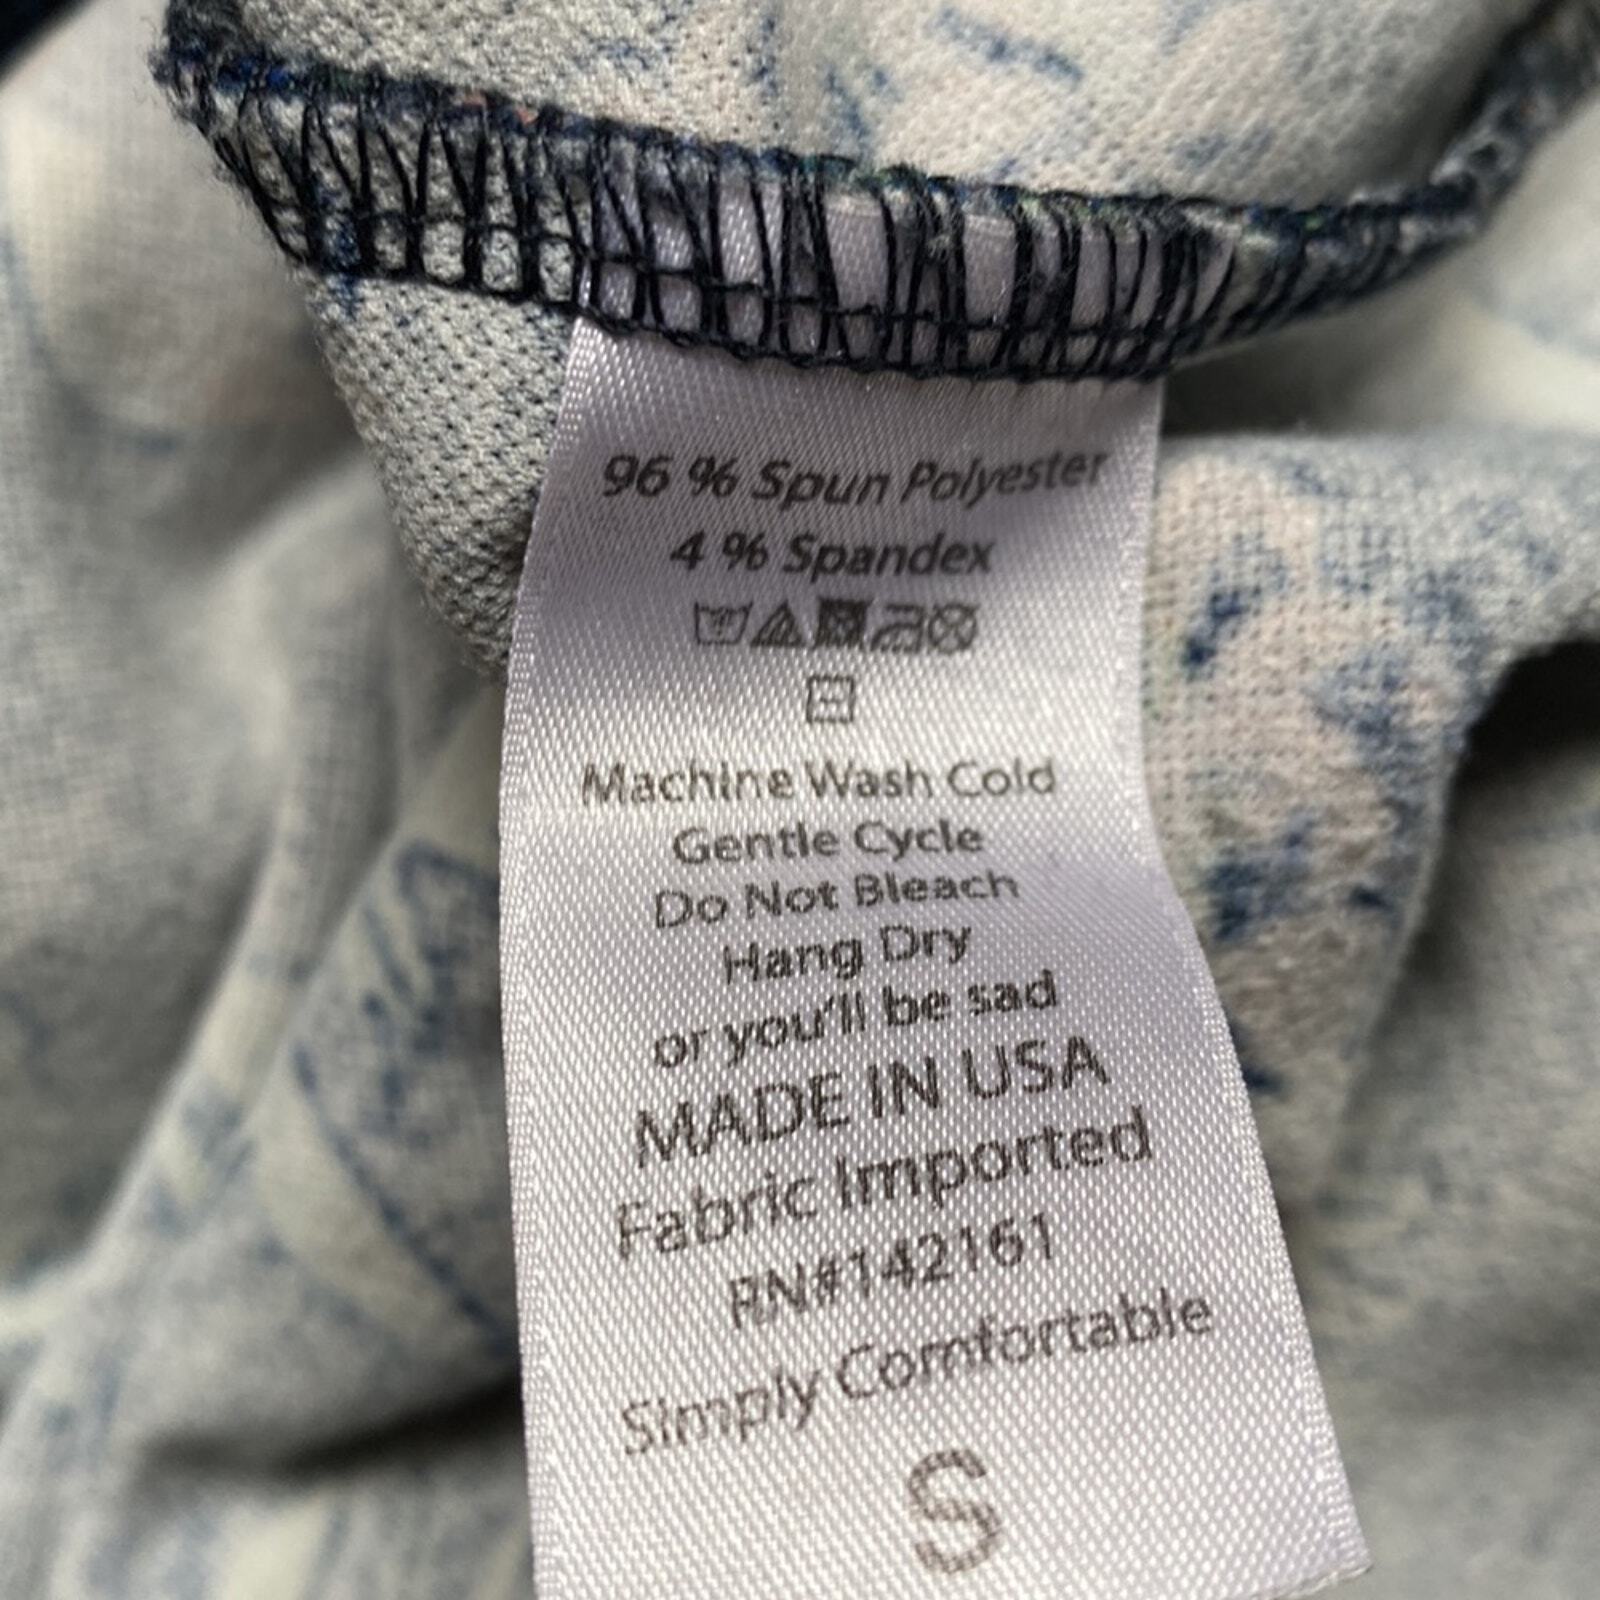 96 % Spun Polyester
4 % Spandex
Machine Wash Cold
Gentle Cycle
Do Not Bleach
Hang Dry
or you'll be sad
MADE IN USA
Fabric Imported
RN#142161
Simply Comfortable
S